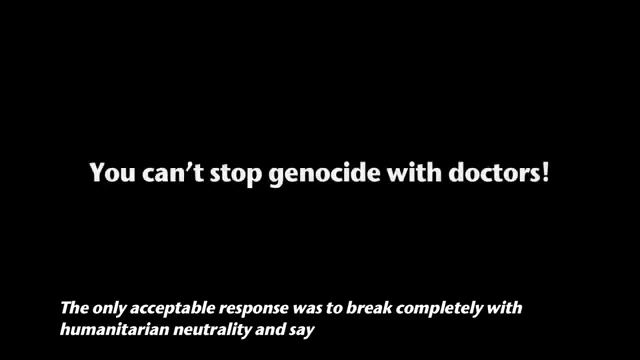 You can’t stop genocide with doctors!
The only acceptable response was to break completely with
humanitarian neutrality and say